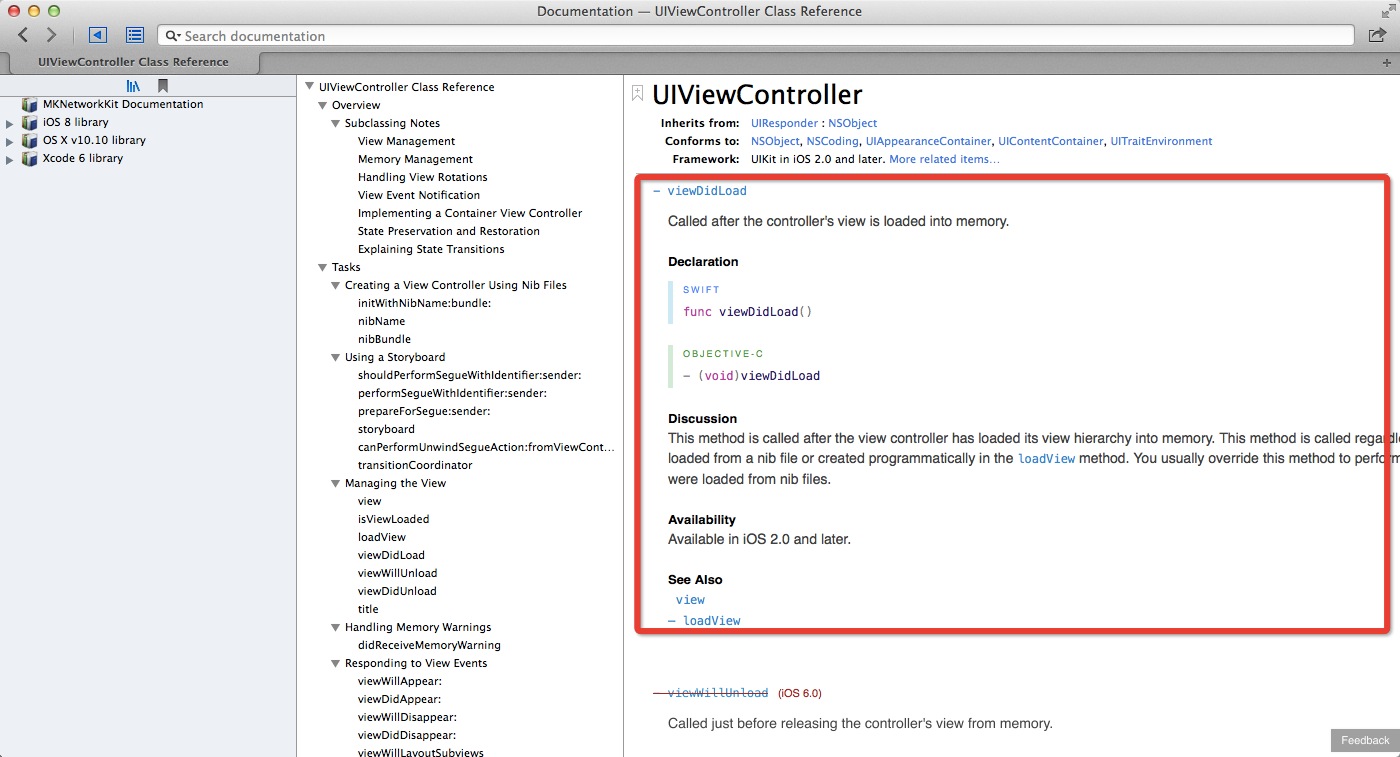 Documentation — UIViewController Class Reference
Search documentation
UIViewController Class Reference
MKNetworkKit Documentation
iOS 8 library
OS X v10.10 library
Xcode 6 library
UIViewController Class Reference
Overview
Subclassing Notes
View Management
Memory Management
Handling View Rotations
View Event Notification
Implementing a Container View Controller
State Preservation and Restoration
Explaining State Transitions
Tasks
Creating a View Controller Using Nib Files
initWithNibName:bundle:
nibName
nibBundle
Using a Storyboard
shouldPerformSegueWithIdentifier:sender:
performSegueWithIdentifier:sender:
prepareForSegue:sender:
storyboard
canPerformUnwindSegueAction:fromViewCont...
transitionCoordinator
Managing the View
view
isViewLoaded
loadView
viewDidLoad
viewWillUnload
viewDidUnload
title
Handling Memory Warnings
didReceiveMemoryWarning
Responding to View Events
viewWillAppear:
viewDidAppear:
viewWillDisappear:
viewDidDisappear:
viewWillLayoutSubviews
UIViewController
Inherits from: UIResponder : NSObject
Conforms to: NSObject, NSCoding, UIAppearanceContainer, UIContentContainer, UITraitEnvironment
Framework: UIKit in iOS 2.0 and later. More related items...
– viewDidLoad
Called after the controller's view is loaded into memory.
Declaration
SWIFT
func viewDidLoad()
OBJECTIVE-C
– (void)viewDidLoad
Discussion
This method is called after the view controller has loaded its view hierarchy into memory. This method is called regardl
loaded from a nib file or created programmatically in the loadView method. You usually override this method to perform
were loaded from nib files.
Availability
Available in iOS 2.0 and later.
See Also
view
– loadView
– viewWillUnload (iOS 6.0)
Called just before releasing the controller's view from memory.
Feedback